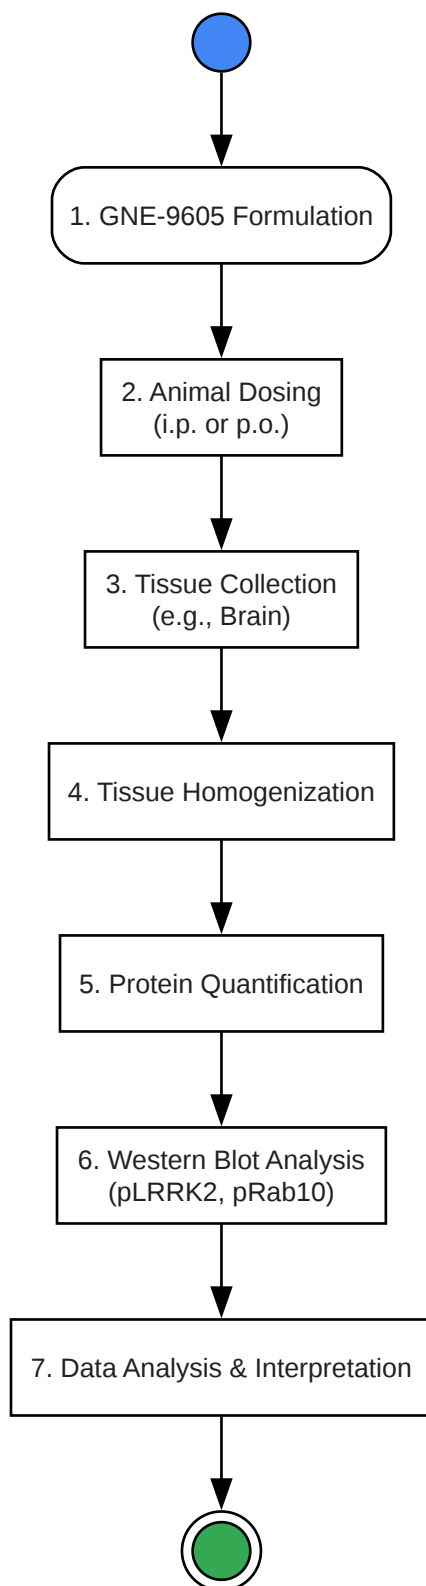 1. GNE-9605 Formulation
2. Animal Dosing
(i.p. or p.o.)
3. Tissue Collection
(e.g., Brain)
4. Tissue Homogenization
5. Protein Quantification
6. Western Blot Analysis
(pLRRK2, pRab10)
7. Data Analysis & Interpretation